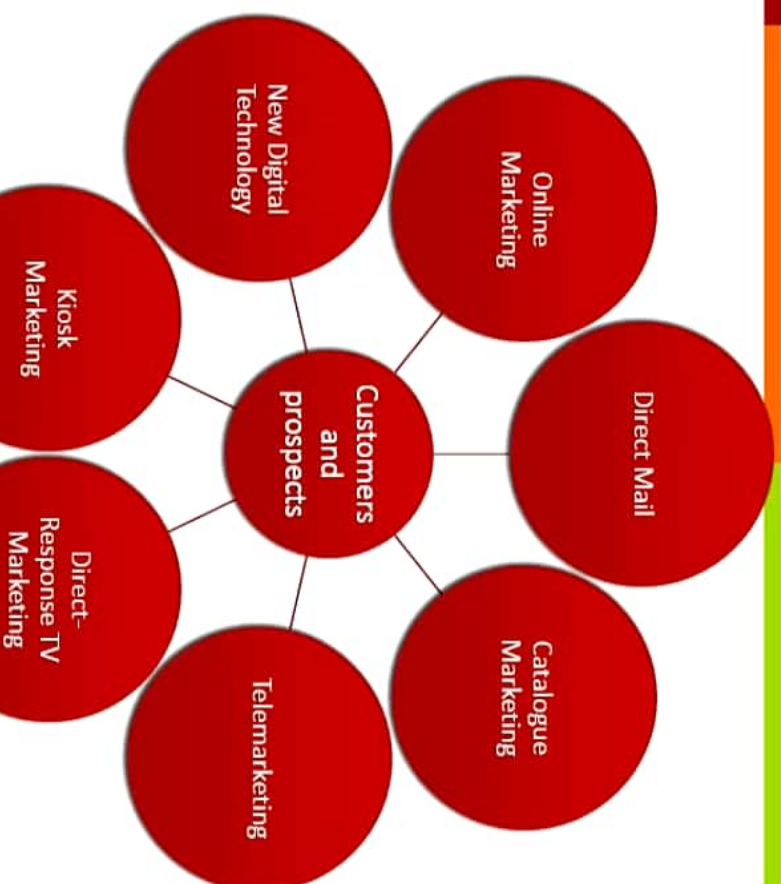 Direct Mail
Catalogue
Marketing
Telemarketing
Direct-
Response TV
Marketing
Kiosk
Marketing
New Digital
Technology
Online
Marketing
Customers
and
prospects